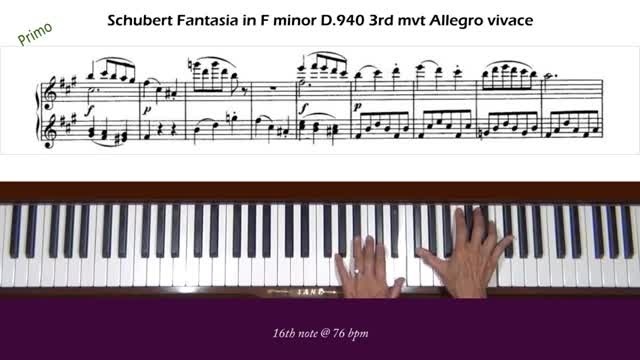 Schubert Fantasia in F minor D.940 3rd mvt Allegro vivace
Primo
f
p
f
p
16th note @ 76 bpm